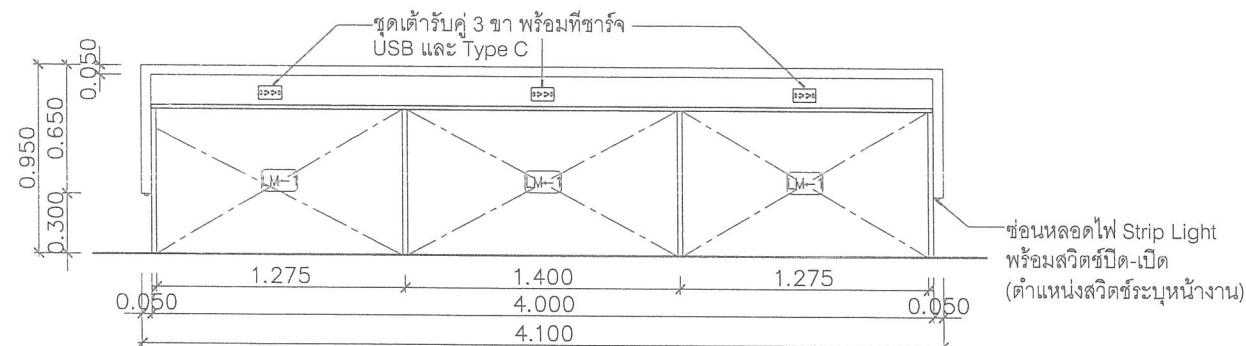 ชุดเต้ารับคู่ 3 ขา พร้อมที่ชาร์จ
USB และ Type C
0.050
0.650
0.950
0.300
LM-1
LM-1
LM-1
ซ่อนหลอดไฟ Strip Light
พร้อมสวิตช์ปิด-เปิด
(ตำแหน่งสวิตช์ระบุหน้างาน)
1.275
1.400
1.275
0.050
4.000
0.050
4.100